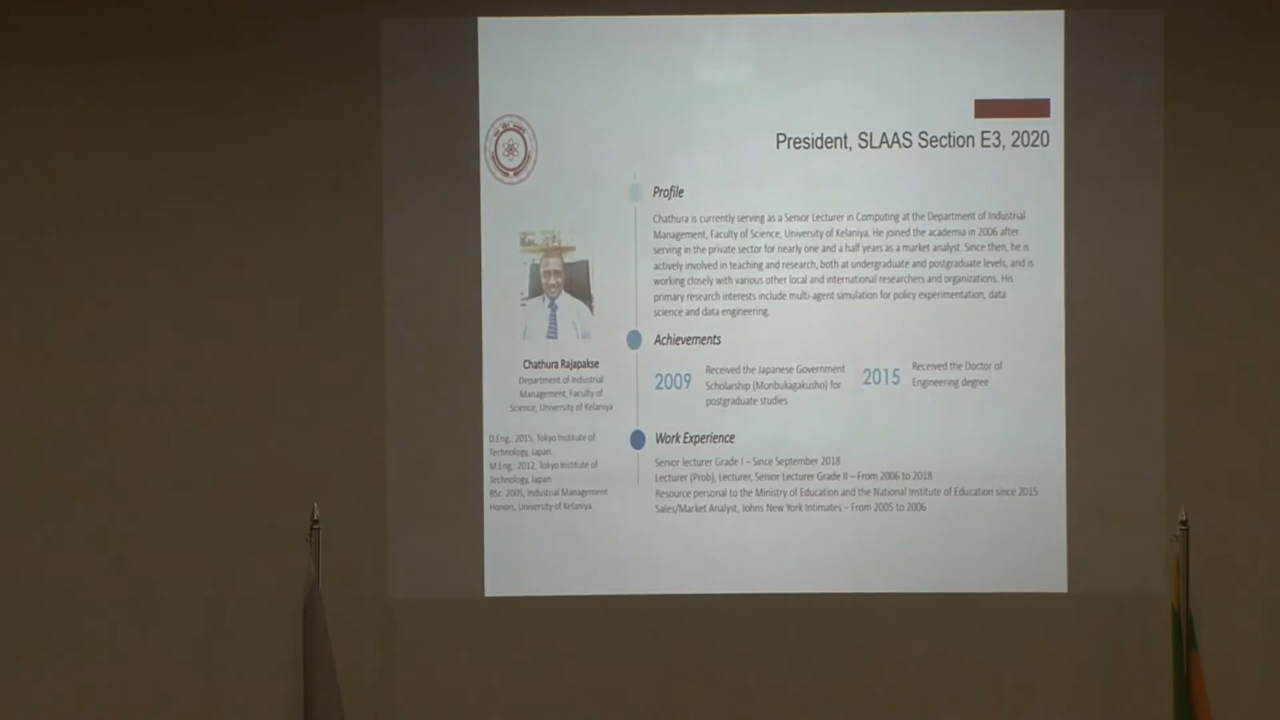 President, SLAAS Section E3, 2020
Profile
Chathura is currently serving as a Senior Lecturer in Computing at the Department of Industrial
Management, Faculty of Science, University of Kelaniya. He joined the academia in 2006 after
serving in the private sector for nearly one and a half years as a market analyst. Since then, he is
actively involved in teaching and research, both at undergraduate and postgraduate levels, and is
working closely with various other local and international researchers and organizations. His
primary research interests include multi-agent simulation for policy experimentation, data
science and data engineering.
Chathura Rajapakse
Department of Industrial
Management, Faculty of
Science, University of Kelaniya
D.Eng.: 2015, Tokyo Institute of
Technology, Japan.
M.Eng.: 2012, Tokyo Institute of
Technology, Japan
BSc: 2005, Industrial Management
Honors, University of Kelaniya
Achievements
2009
Received the Japanese Government
Scholarship (Monbukagakusho) for
postgraduate studies
2015
Received the Doctor of
Engineering degree
Work Experience
Senior lecturer Grade I – Since September 2018
Lecturer (Prob), Lecturer, Senior Lecturer Grade II – From 2006 to 2018
Resource personal to the Ministry of Education and the National Institute of Education since 2015
Sales/Market Analyst, Johns New York Intimates – From 2005 to 2006